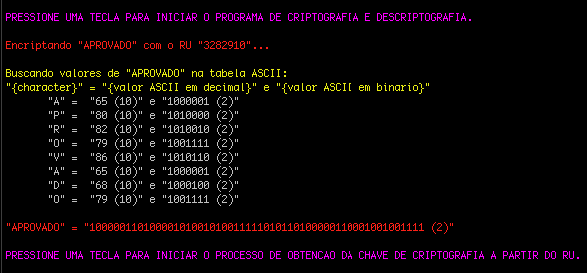 PRESSIONE UMA TECLA PARA INICIAR O PROGRAMA DE CRIPTOGRAFIA E DESCRIPTOGRAFIA.
Encriptando "APROVADO" com o RU "3282910"...
Buscando valores de "APROVADO" na tabela ASCII:
"{character}" = "{valor ASCII em decimal}" e "{valor ASCII em binario}"
"A" = "65 (10)" e "1000001 (2)"
"P" = "80 (10)" e "1010000 (2)"
"R" = "82 (10)" e "1010010 (2)"
"O" = "79 (10)" e "1001111 (2)"
"V" = "86 (10)" e "1010110 (2)"
"A" = "65 (10)" e "1000001 (2)"
"D" = "68 (10)" e "1000100 (2)"
"O" = "79 (10)" e "1001111 (2)"
"APROVADO" = "10000011010000101001010011111010110100000110001001001111 (2)"
PRESSIONE UMA TECLA PARA INICIAR O PROCESSO DE OBTENCAO DA CHAVE DE CRIPTOGRAFIA A PARTIR DO RU.